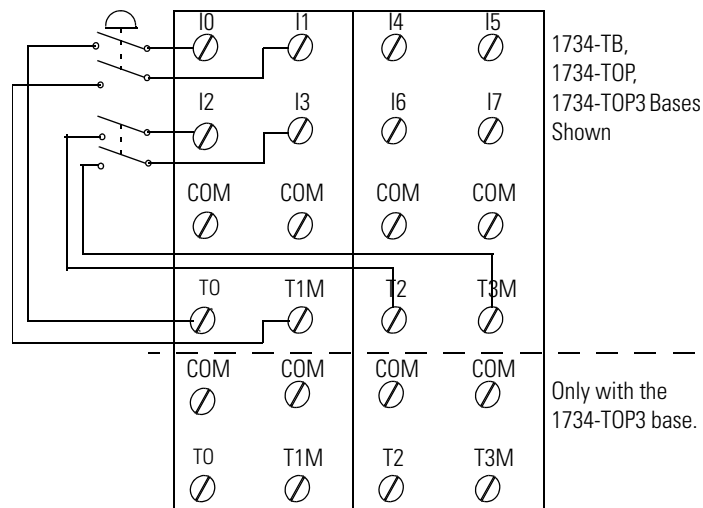 I0 I1 I4 I5
1734-TB,
1734-TOP,
1734-TOP3 Bases
Shown
I2 I3 I6 I7
COM COM COM COM
T0 T1M T2 T3M
COM COM COM COM
Only with the
1734-TOP3 base.
T0 T1M T2 T3M